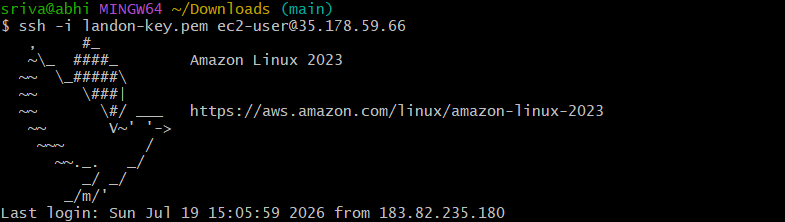 sriva@abhi MINGW64 ~/Downloads (main)
$ ssh -i landon-key.pem ec2-user@35.178.59.66
   ,     #_
   ~\_  ####_        Amazon Linux 2023
  ~~  \_#####\
  ~~     \###|
  ~~       \#/ ___   https://aws.amazon.com/linux/amazon-linux-2023
   ~~       V~' '->
    ~~~         /
      ~~._.   _/
         _/ _/
       _/m/'
Last login: Sun Jul 19 15:05:59 2026 from 183.82.235.180